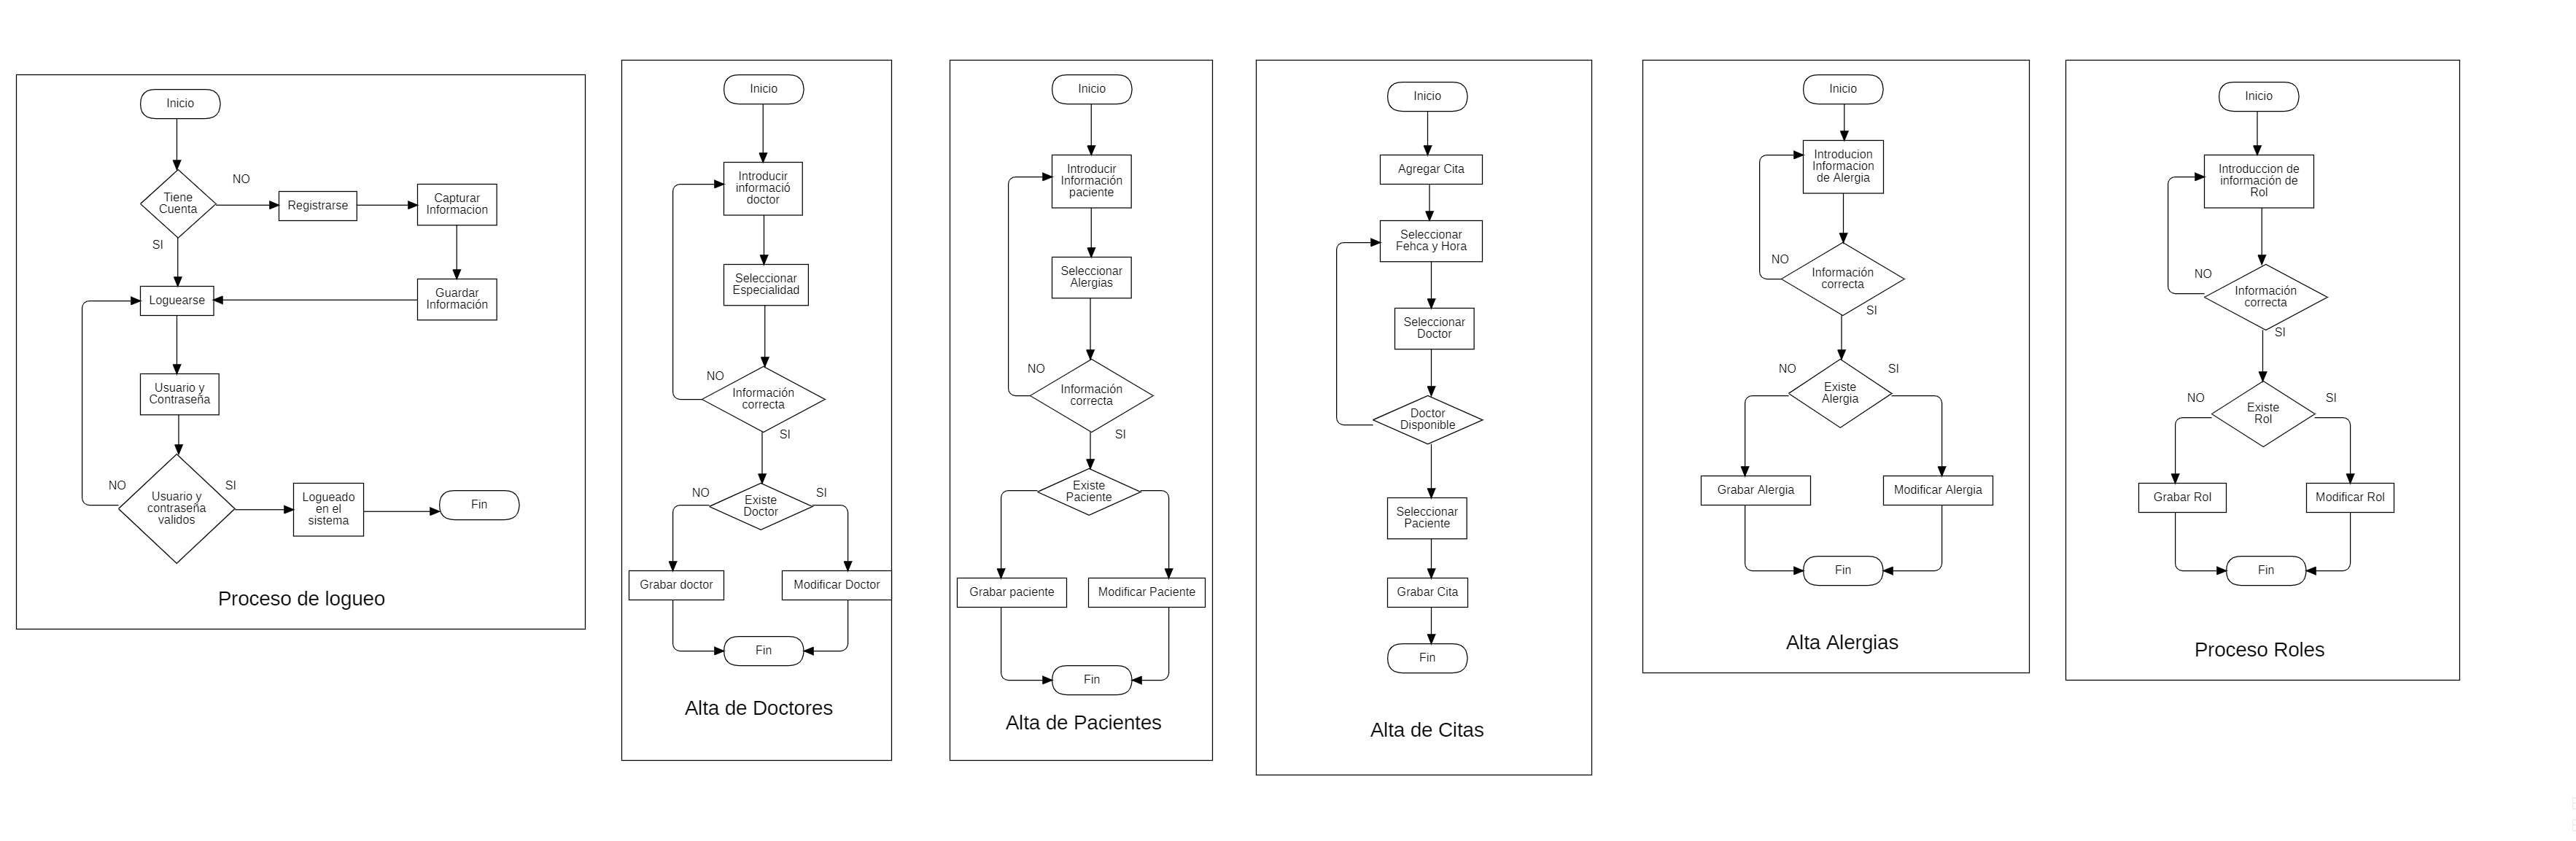 Inicio
Tiene
Cuenta
NO
SI
Registrarse
Capturar
Informacion
Guardar
Información
Loguearse
Usuario y
Contraseña
Usuario y
contraseña
validos
NO
SI
Logueado
en el
sistema
Fin
Proceso de logueo
Inicio
Introducir
informació
doctor
Seleccionar
Especialidad
Información
correcta
NO
SI
Existe
Doctor
NO
SI
Grabar doctor
Modificar Doctor
Fin
Alta de Doctores
Inicio
Introducir
Información
paciente
Seleccionar
Alergias
Información
correcta
NO
SI
Existe
Paciente
Grabar paciente
Modificar Paciente
Fin
Alta de Pacientes
Inicio
Agregar Cita
Seleccionar
Fehca y Hora
Seleccionar
Doctor
Doctor
Disponible
Seleccionar
Paciente
Grabar Cita
Fin
Alta de Citas
Inicio
Introducion
Informacion
de Alergia
NO
Información
correcta
SI
NO
Existe
Alergia
SI
Grabar Alergia
Modificar Alergia
Fin
Alta Alergias
Inicio
Introduccion de
información de
Rol
NO
Información
correcta
SI
NO
Existe
Rol
SI
Grabar Rol
Modificar Rol
Fin
Proceso Roles